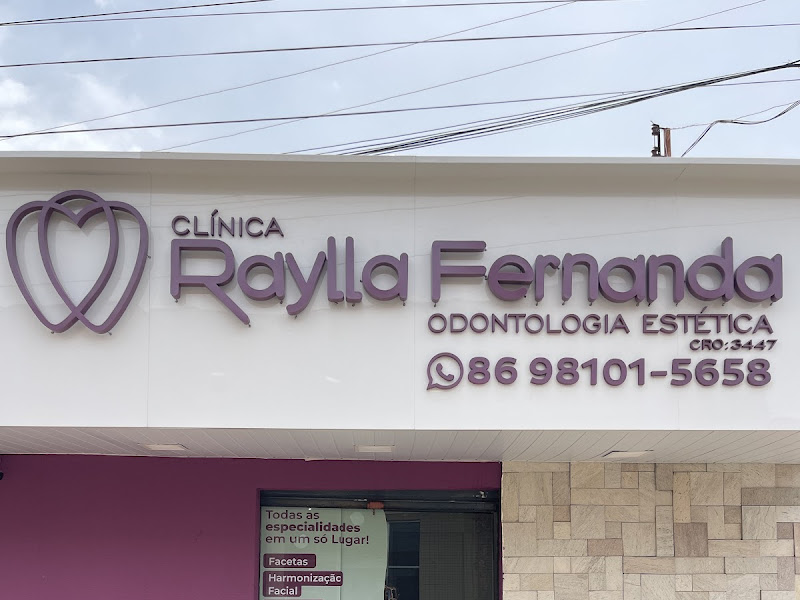 CLÍNICA
Raylla Fernanda
ODONTOLOGIA ESTÉTICA
CRO:3447
86 98101-5658
Todas as
especialidades
em um só Lugar!
Facetas
Harmonização
Facial